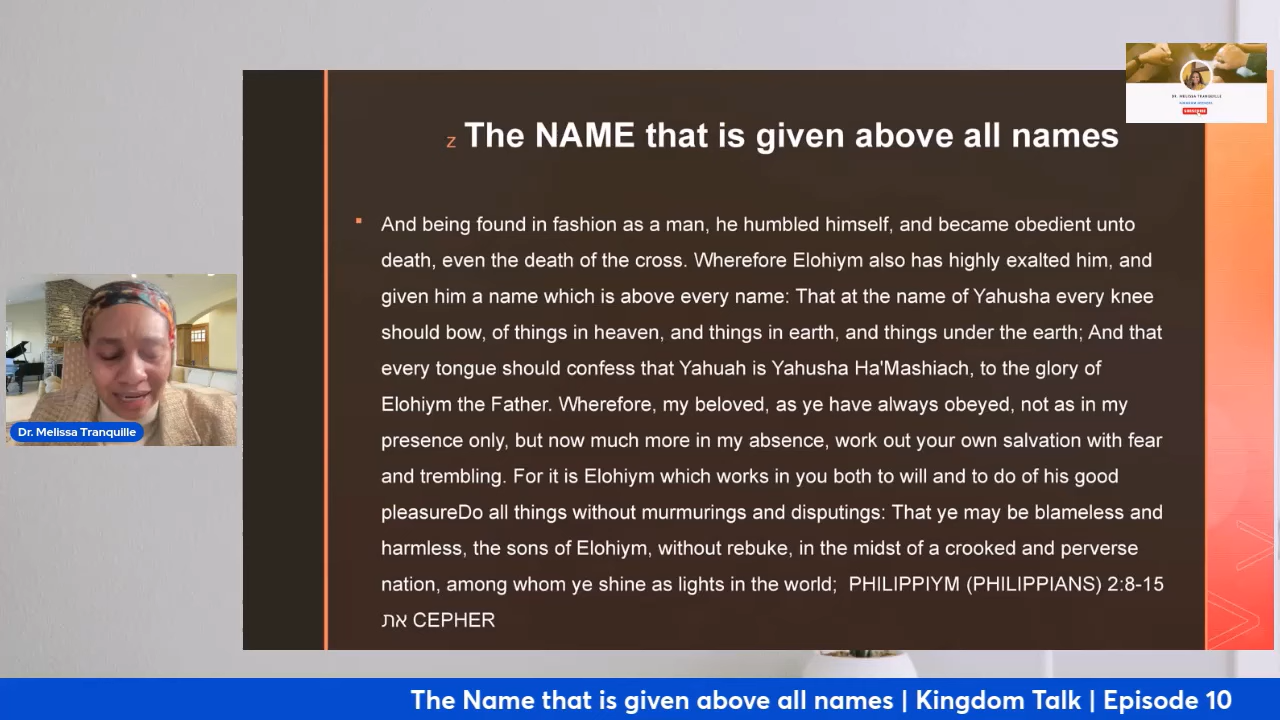 DR. MELISSA TRANQUILLE
SUBSCRIBE
z The NAME that is given above all names
▪ And being found in fashion as a man, he humbled himself, and became obedient unto
death, even the death of the cross. Wherefore Elohiym also has highly exalted him, and
given him a name which is above every name: That at the name of Yahusha every knee
should bow, of things in heaven, and things in earth, and things under the earth; And that
every tongue should confess that Yahuah is Yahusha Ha'Mashiach, to the glory of
Elohiym the Father. Wherefore, my beloved, as ye have always obeyed, not as in my
presence only, but now much more in my absence, work out your own salvation with fear
and trembling. For it is Elohiym which works in you both to will and to do of his good
pleasureDo all things without murmurings and disputings: That ye may be blameless and
harmless, the sons of Elohiym, without rebuke, in the midst of a crooked and perverse
nation, among whom ye shine as lights in the world;  PHILIPPIYM (PHILIPPIANS) 2:8-15
את CEPHER
Dr. Melissa Tranquille
The Name that is given above all names | Kingdom Talk | Episode 10